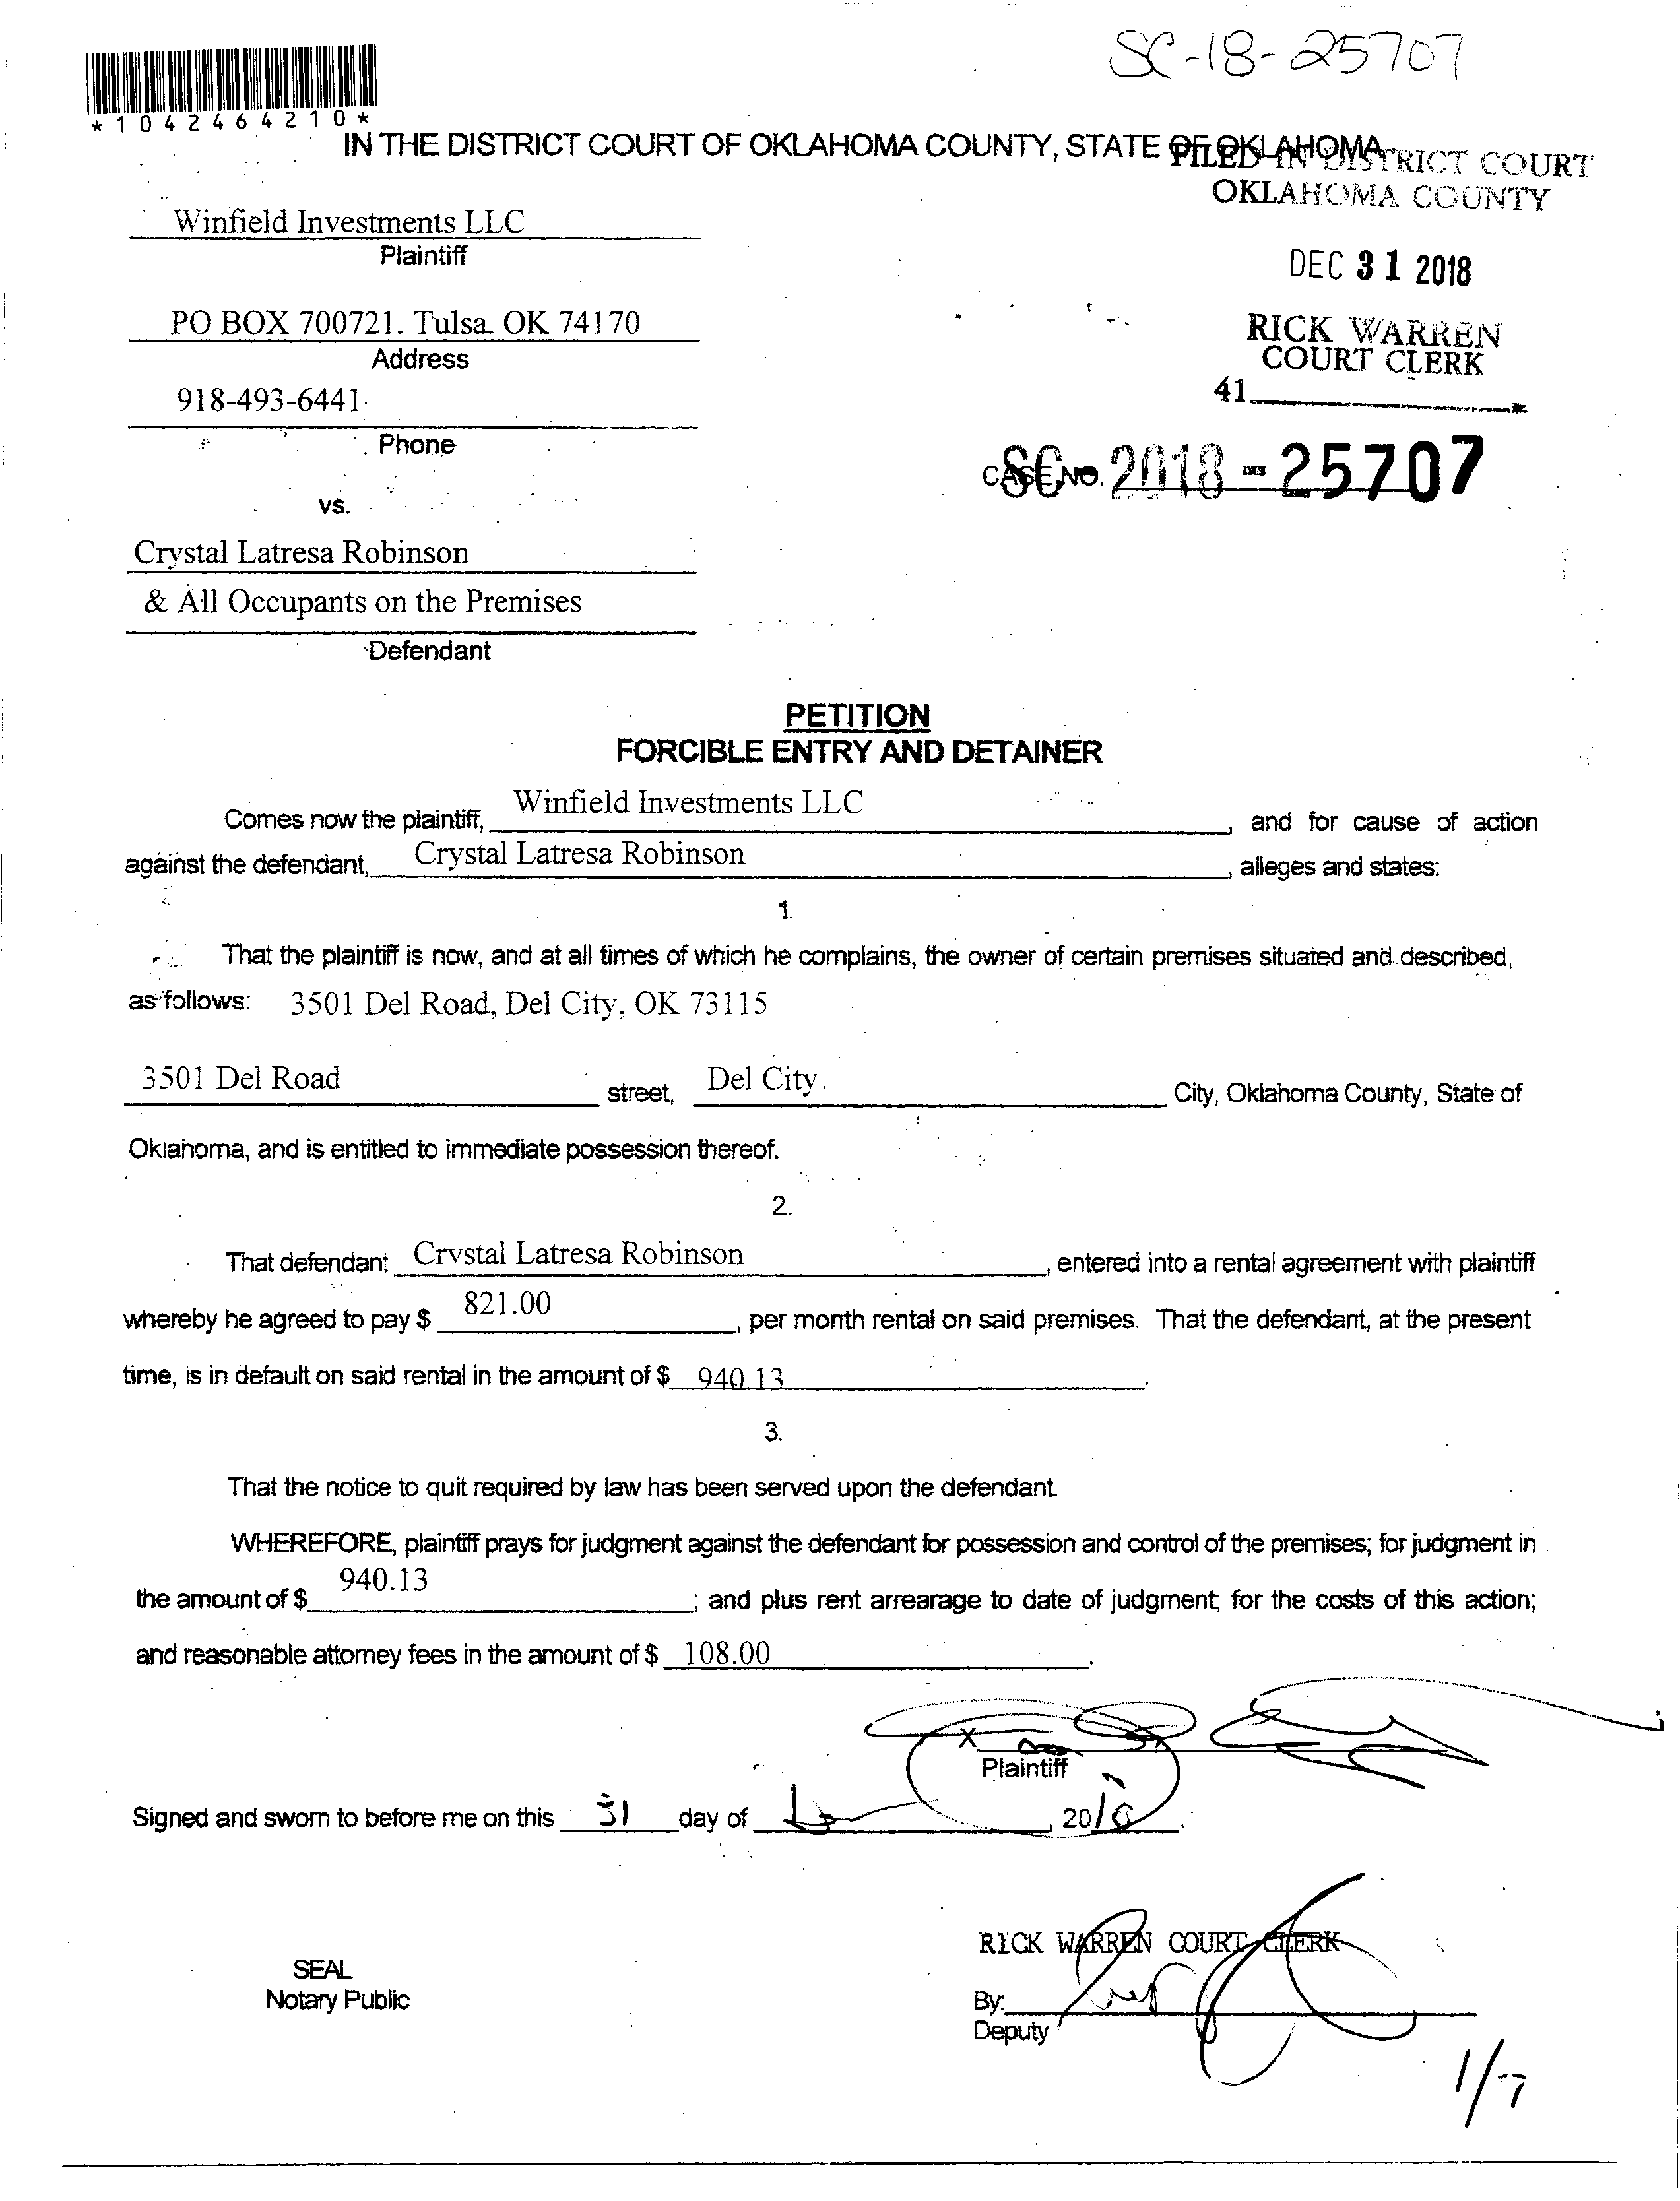 SC-18-25707
*1042464210*
IN THE DISTRICT COURT OF OKLAHOMA COUNTY, STATE OF OKLAHOMA
FILED IN DISTRICT COURT
OKLAHOMA COUNTY
Winfield Investments LLC
Plaintiff
DEC 31 2018
PO BOX 700721. Tulsa. OK 74170
Address
RICK WARREN
COURT CLERK
918-493-6441
41
Phone
CASE NO. SC-2018-25707
vs.
Crystal Latresa Robinson
& All Occupants on the Premises
Defendant
PETITION
FORCIBLE ENTRY AND DETAINER
Comes now the plaintiff, Winfield Investments LLC, and for cause of action
against the defendant, Crystal Latresa Robinson, alleges and states:
1.
That the plaintiff is now, and at all times of which he complains, the owner of certain premises situated and described,
as follows: 3501 Del Road, Del City, OK 73115
3501 Del Road street, Del City. City, Oklahoma County, State of
Oklahoma, and is entitled to immediate possession thereof.
2.
That defendant Crystal Latresa Robinson, entered into a rental agreement with plaintiff
whereby he agreed to pay $ 821.00, per month rental on said premises. That the defendant, at the present
time, is in default on said rental in the amount of $ 940.13.
3.
That the notice to quit required by law has been served upon the defendant.
WHEREFORE, plaintiff prays for judgment against the defendant for possession and control of the premises; for judgment in
the amount of $ 940.13; and plus rent arrearage to date of judgment; for the costs of this action;
and reasonable attorney fees in the amount of $ 108.00.
X
Plaintiff
Signed and sworn to before me on this 31 day of , 2018.
RICK WARREN COURT CLERK
SEAL
Notary Public
By:
Deputy
1/7